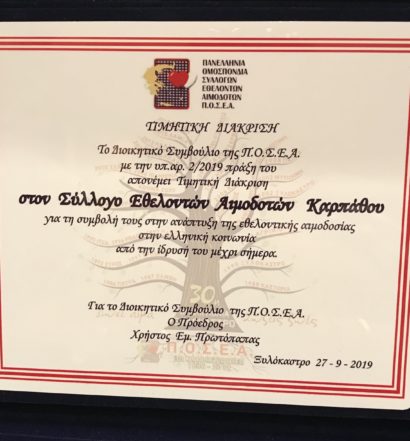 ΠΑΝΕΛΛΗΝΙΑ
ΟΜΟΣΠΟΝΔΙΑ
ΣΥΛΛΟΓΩΝ
ΕΘΕΛΟΝΤΩΝ
ΑΙΜΟΔΟΤΩΝ
Π.Ο.Σ.Ε.Α.
ΤΙΜΗΤΙΚΗ ΔΙΑΚΡΙΣΗ
Το Διοικητικό Συμβούλιο της Π.Ο.Σ.Ε.Α.
με την υπ.αρ. 2/2019 πράξη του
απονέμει Τιμητική Διάκριση
στον Σύλλογο Εθελοντών Αιμοδοτών Καρπάθου
για τη συμβολή τους στην ανάπτυξη της εθελοντικής αιμοδοσίας
στην ελληνική κοινωνία
από την ίδρυσή του μέχρι σήμερα.
30
Για το Διοικητικό Συμβούλιο της Π.Ο.Σ.Ε.Α.
Ο Πρόεδρος
Χρήστος Εμ. Πρωτόπαπας
Π.Ο.Σ.Ε.Α.
Ξυλόκαστρο 27 - 9 - 2019